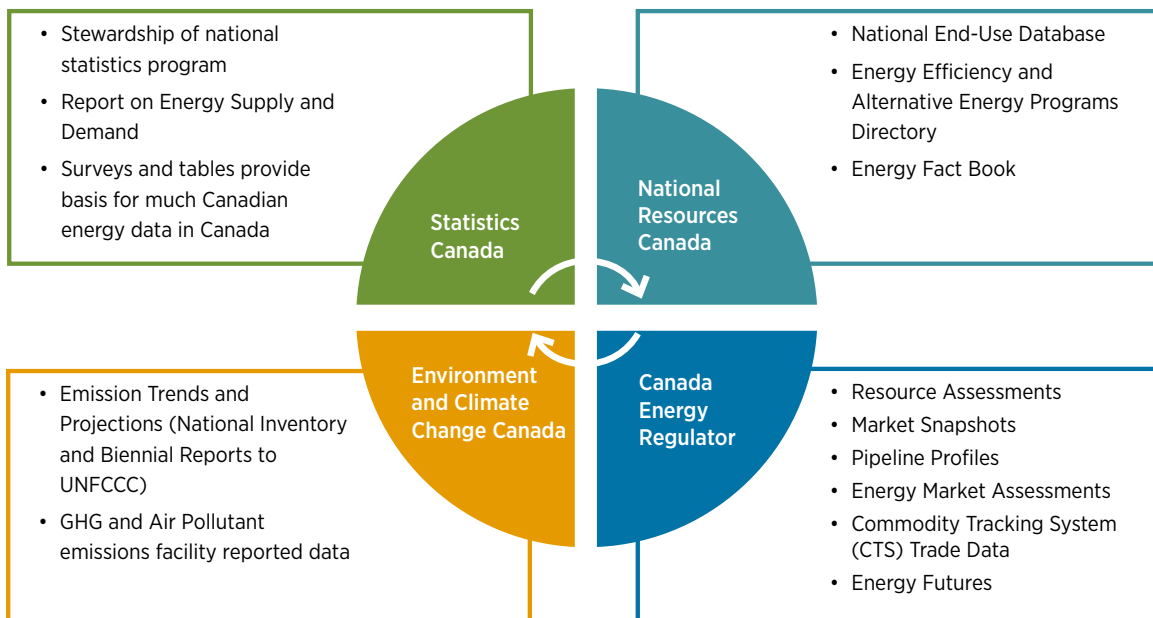 • Stewardship of national
statistics program
• Report on Energy Supply and
Demand
• Surveys and tables provide
basis for much Canadian
energy data in Canada
Statistics
Canada
• National End-Use Database
• Energy Efficiency and
Alternative Energy Programs
Directory
• Energy Fact Book
National
Resources
Canada
• Emission Trends and
Projections (National Inventory
and Biennial Reports to
UNFCCC)
• GHG and Air Pollutant
emissions facility reported data
Environment
and Climate
Change Canada
Canada
Energy
Regulator
• Resource Assessments
• Market Snapshots
• Pipeline Profiles
• Energy Market Assessments
• Commodity Tracking System
(CTS) Trade Data
• Energy Futures